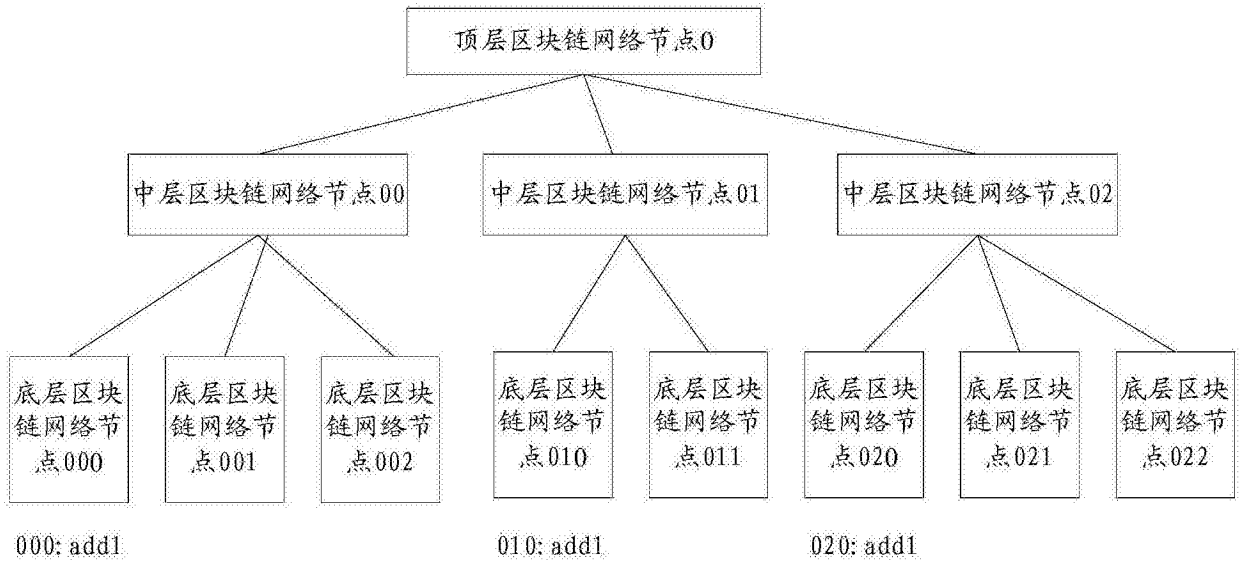 顶层区块链网络节点0
中层区块链网络节点00
中层区块链网络节点01
中层区块链网络节点02
底层区块
链网络节
点000
底层区块
链网络节
点001
底层区块
链网络节
点002
底层区块
链网络节
点010
底层区块
链网络节
点011
底层区块
链网络节
点020
底层区块
链网络节
点021
底层区块
链网络节
点022
000: add1
010: add1
020: add1